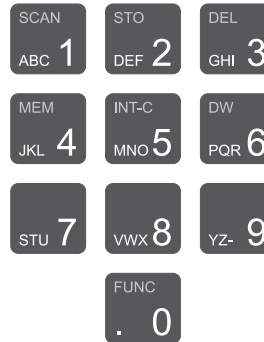 SCAN STO DEL
ABC 1 DEF 2 GHI 3
MEM INT-C DW
JKL 4 MNO 5 PQR 6
STU 7 VWX 8 YZ- 9
FUNC
. 0